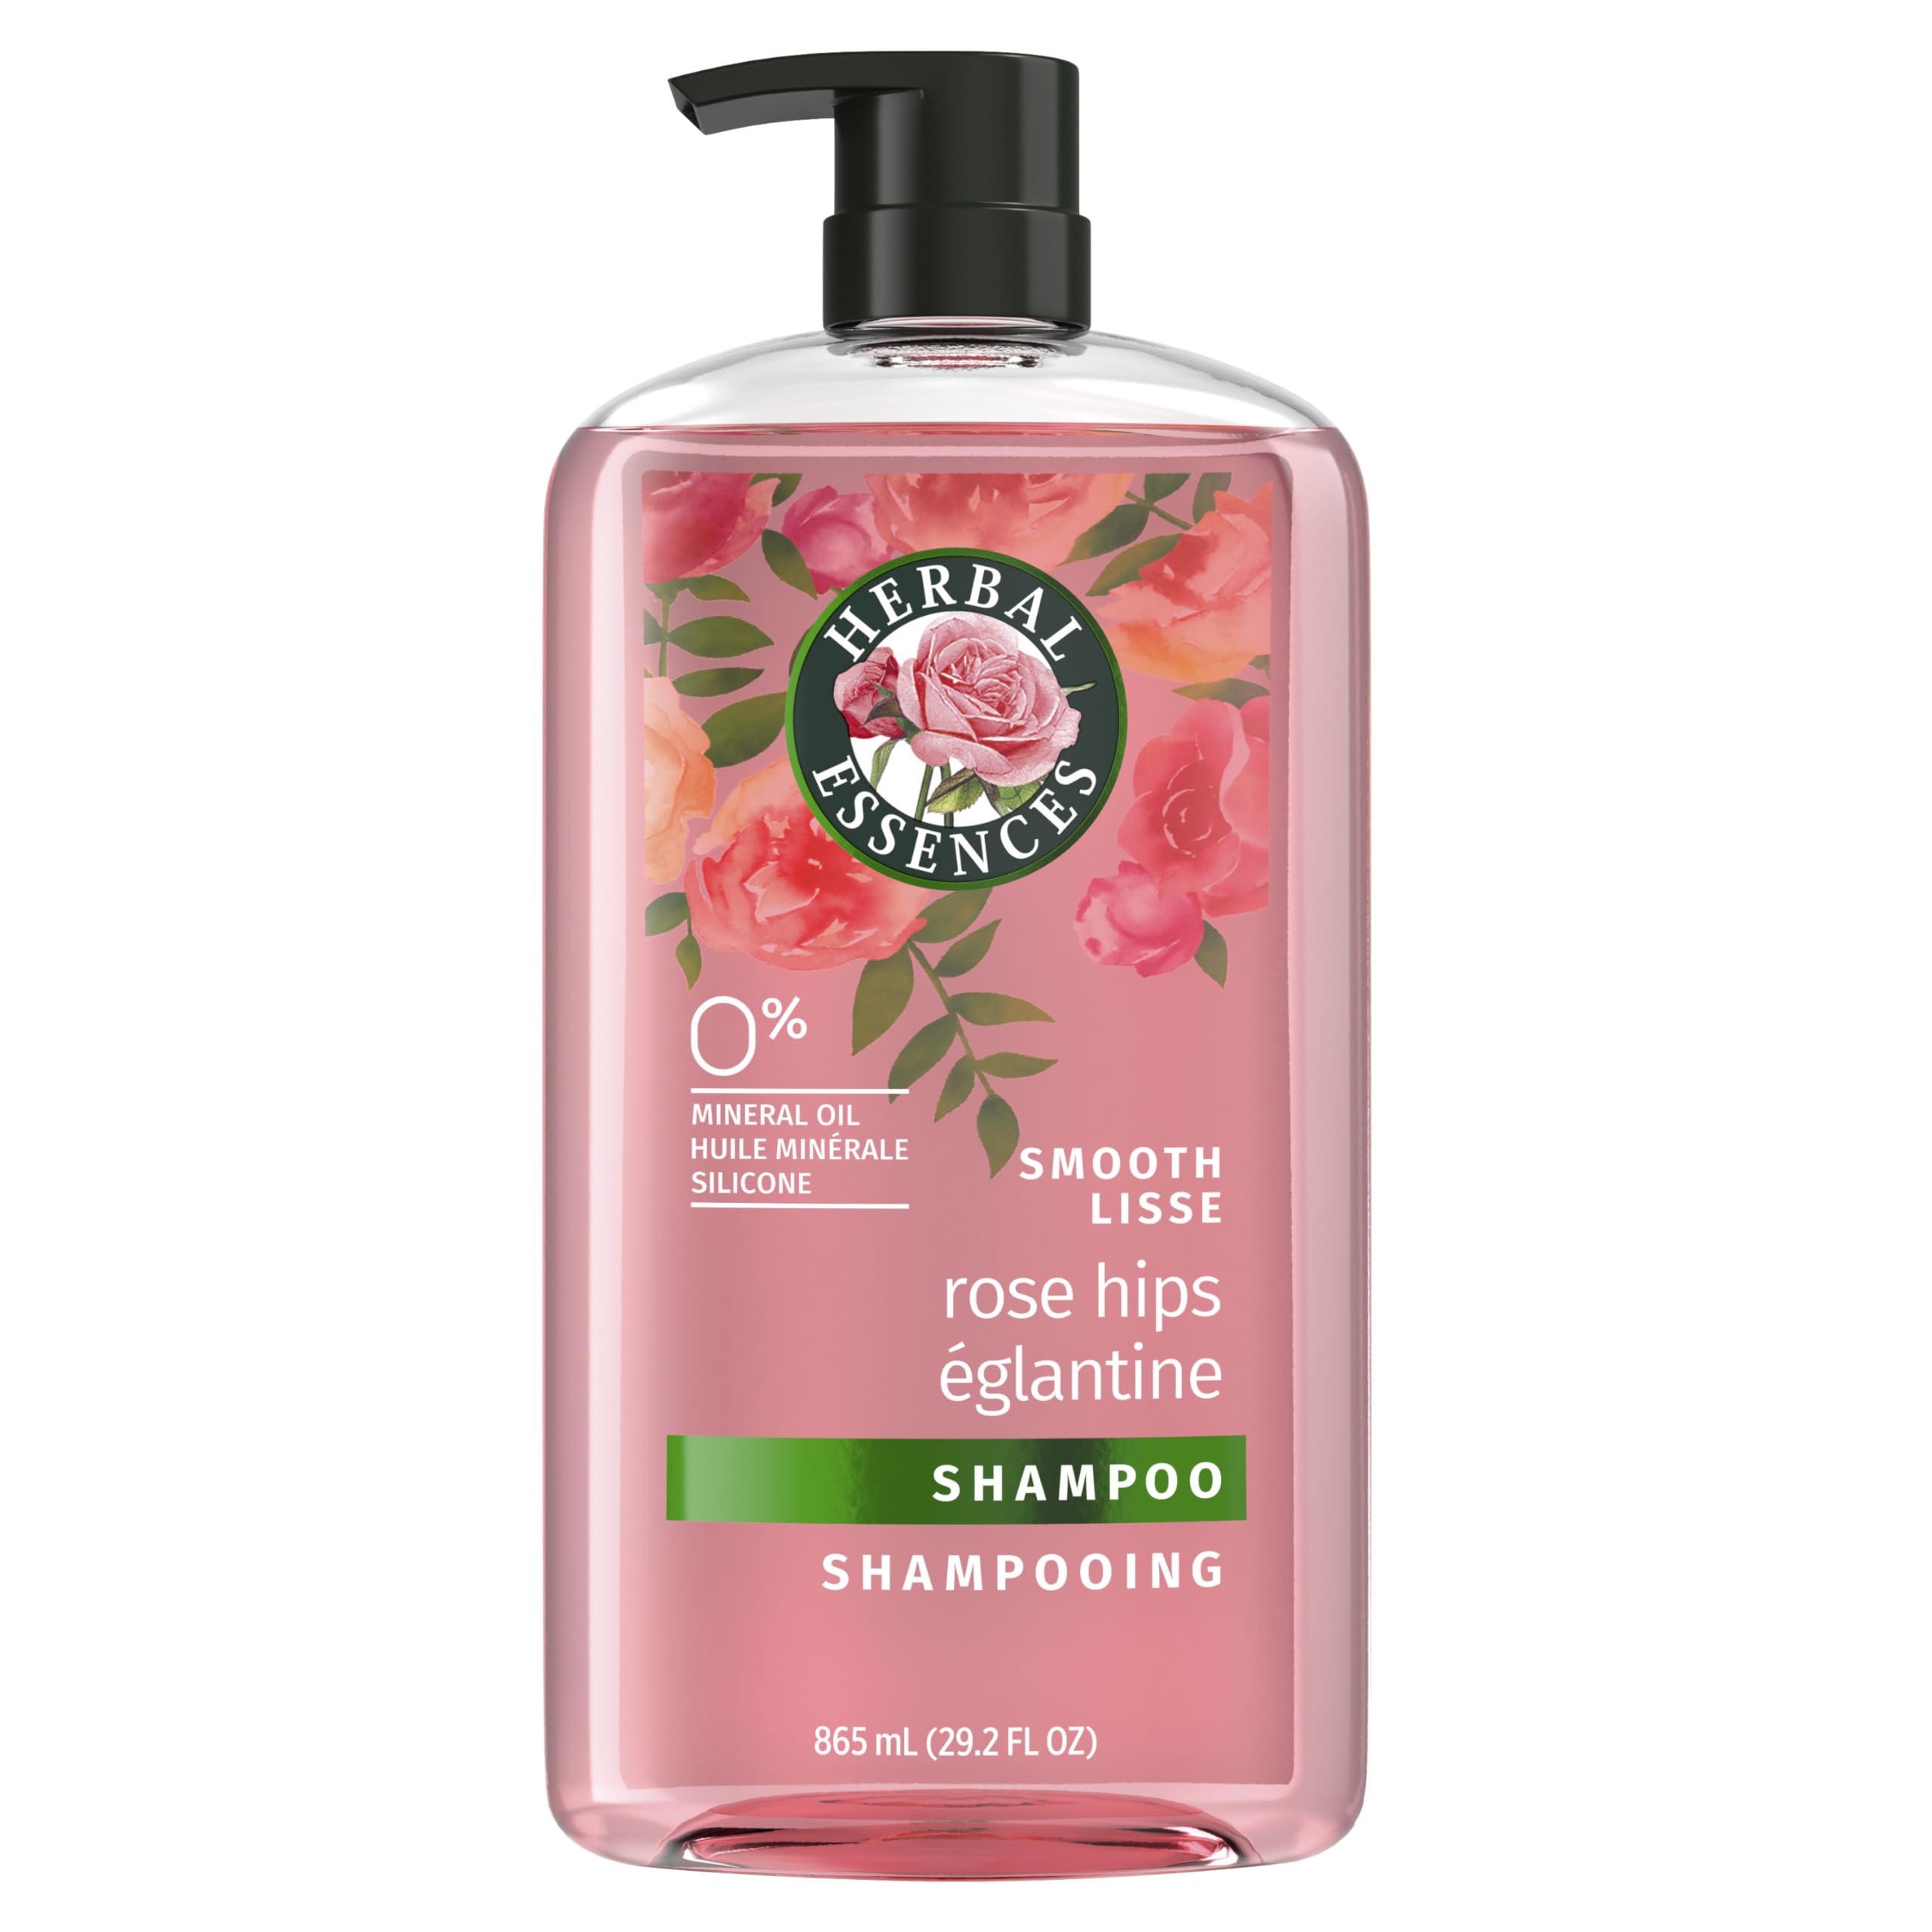 HERBAL
ESSENCES
0%
MINERAL OIL
HUILE MINÉRALE
SILICONE
SMOOTH
LISSE
rose hips
églantine
SHAMPOO
SHAMPOOING
865 mL (29.2 FL OZ)